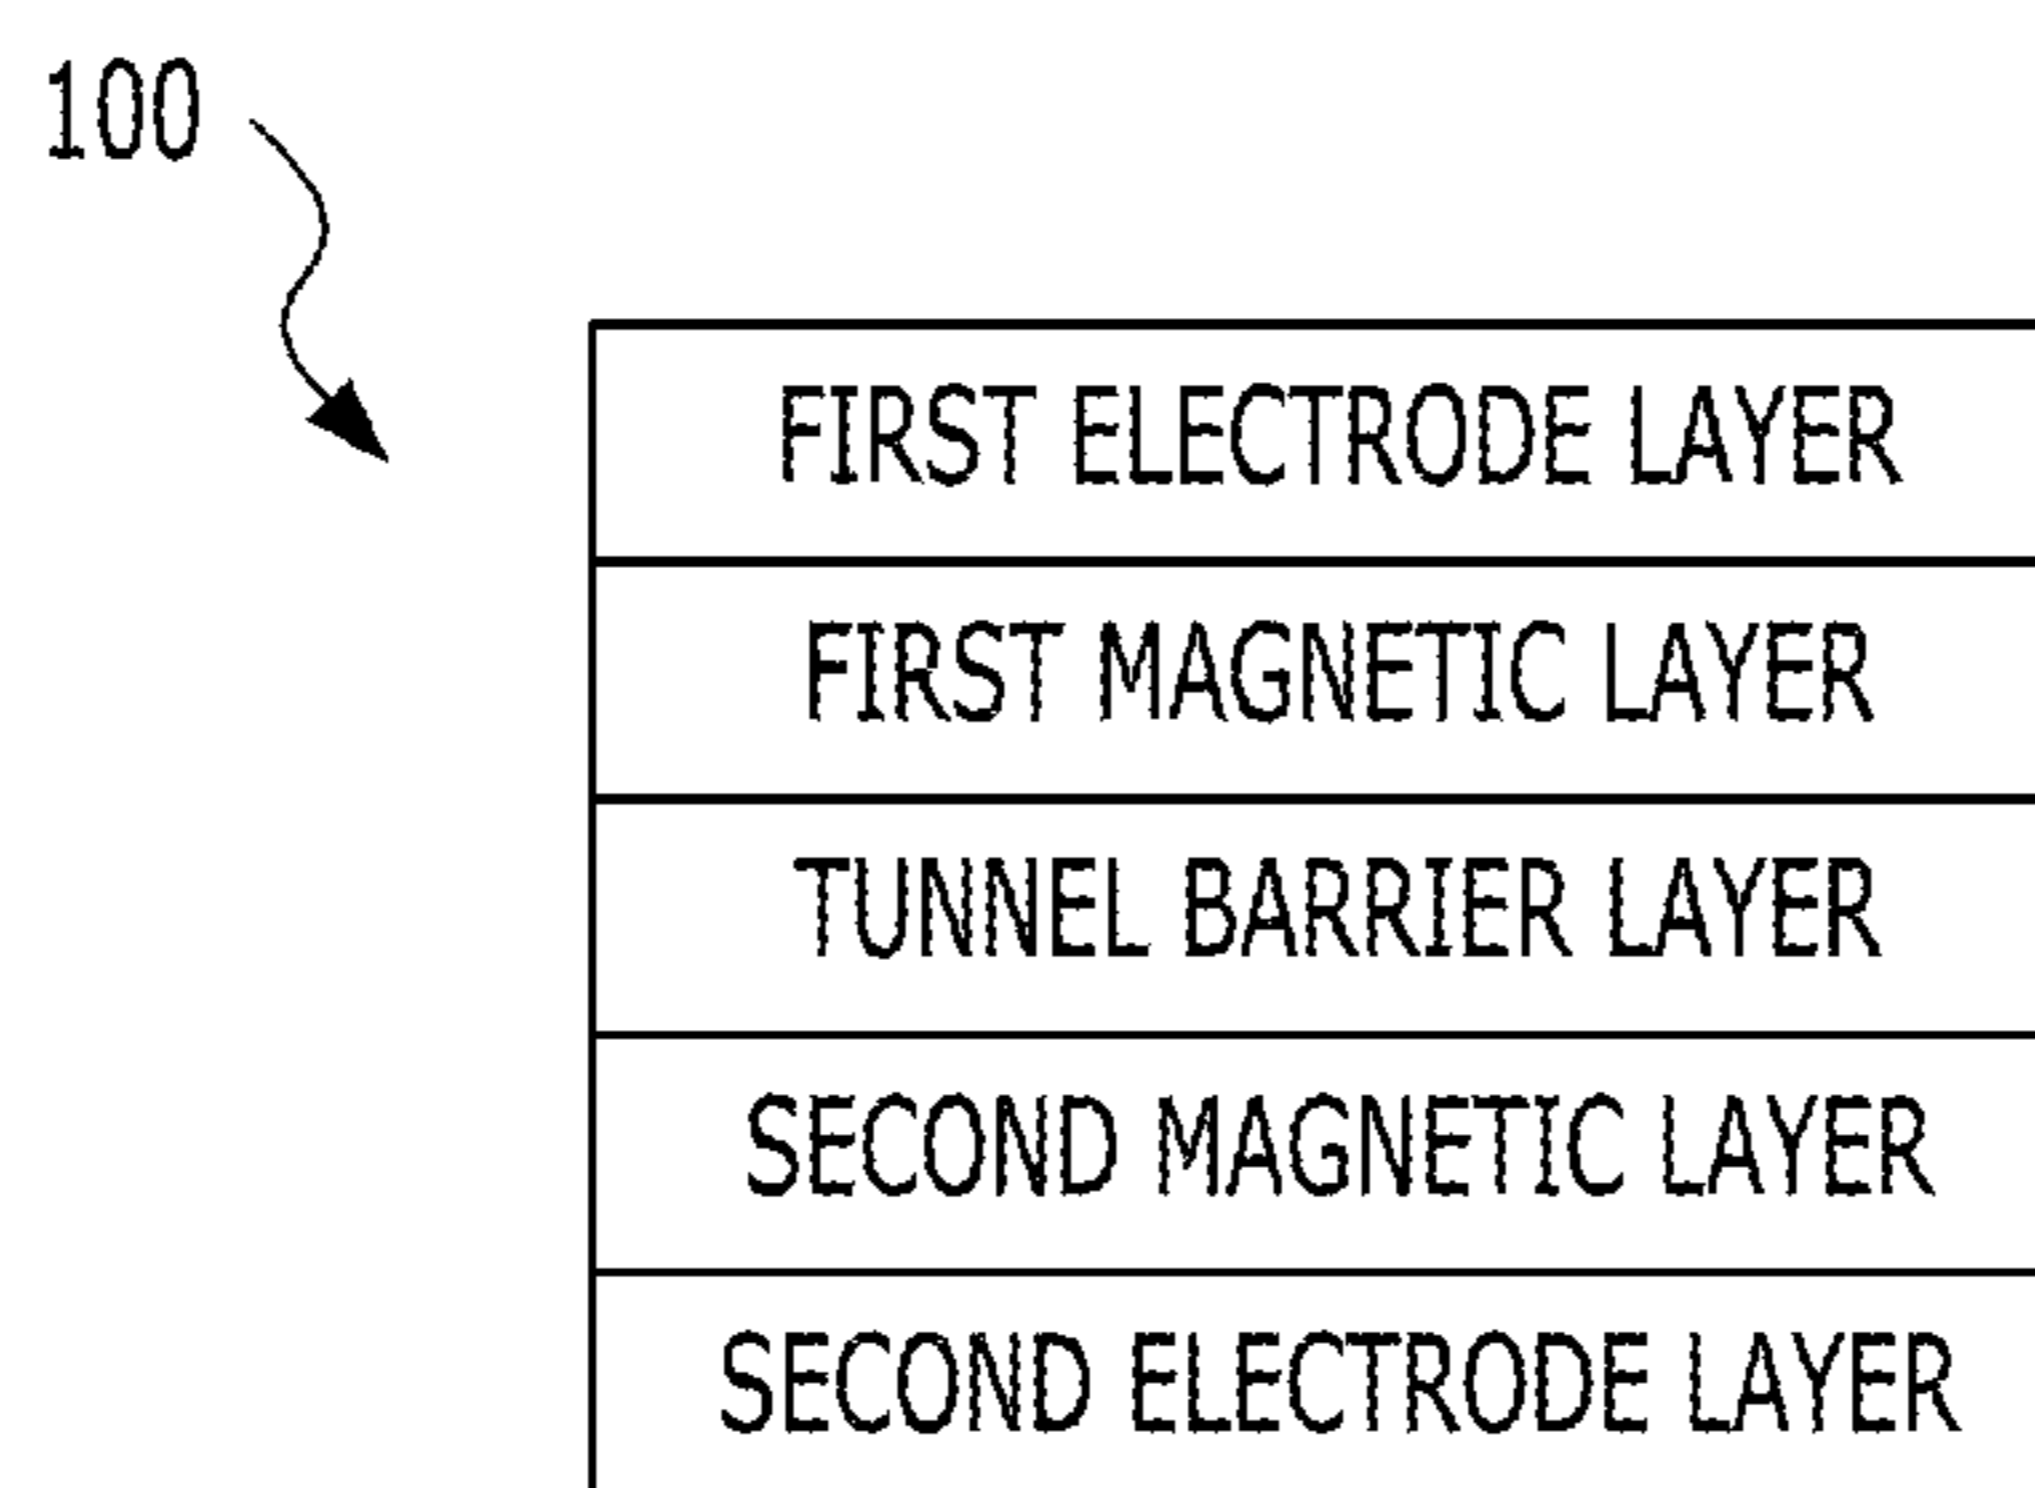 100
FIRST ELECTRODE LAYER
FIRST MAGNETIC LAYER
TUNNEL BARRIER LAYER
SECOND MAGNETIC LAYER
SECOND ELECTRODE LAYER